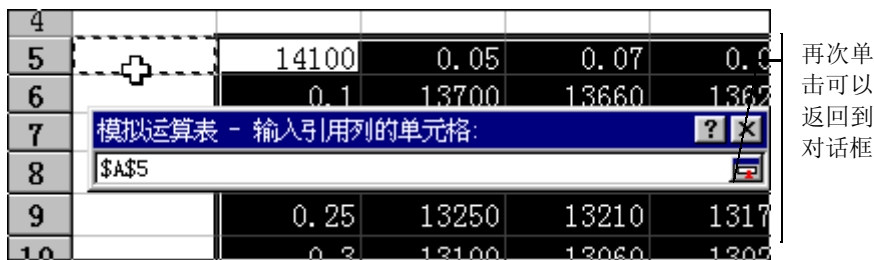 4
5 14100 0.05 0.07
6 0.1 13700 13660
7 模拟运算表 - 输入引用列的单元格:
8 $A$5
9 0.25 13250 13210 1317
10 0.3 13100 13060
再次单
击可以
返回到
对话框